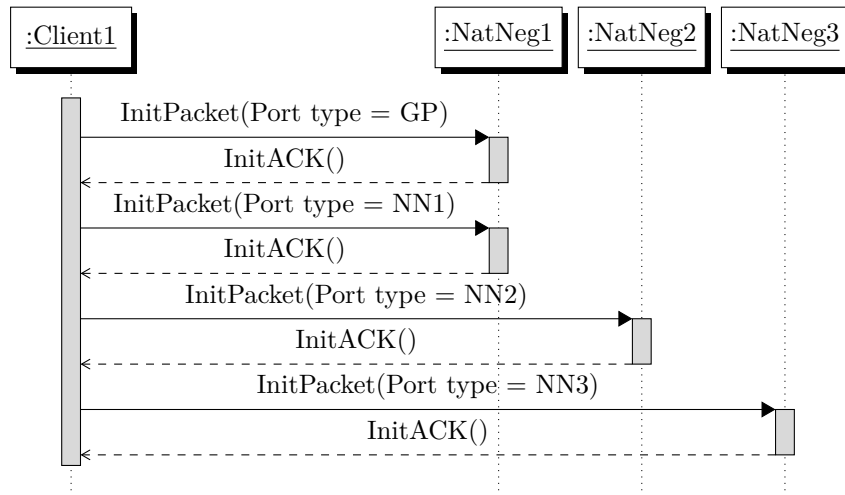 :Client1
:NatNeg1
:NatNeg2
:NatNeg3
InitPacket(Port type = GP)
InitACK()
InitPacket(Port type = NN1)
InitACK()
InitPacket(Port type = NN2)
InitACK()
InitPacket(Port type = NN3)
InitACK()